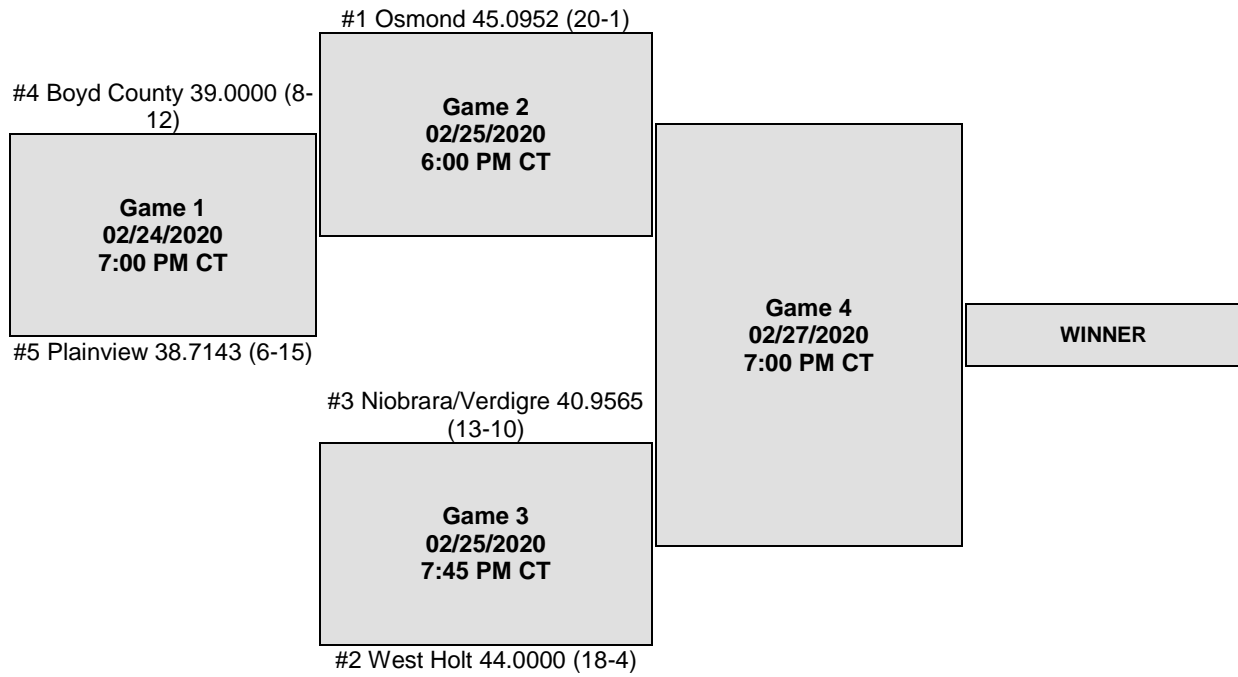 #1 Osmond 45.0952 (20-1)
#4 Boyd County 39.0000 (8-
12)
Game 2
02/25/2020
6:00 PM CT
Game 1
02/24/2020
7:00 PM CT
#5 Plainview 38.7143 (6-15)
Game 4
02/27/2020
7:00 PM CT
WINNER
#3 Niobrara/Verdigre 40.9565
(13-10)
Game 3
02/25/2020
7:45 PM CT
#2 West Holt 44.0000 (18-4)